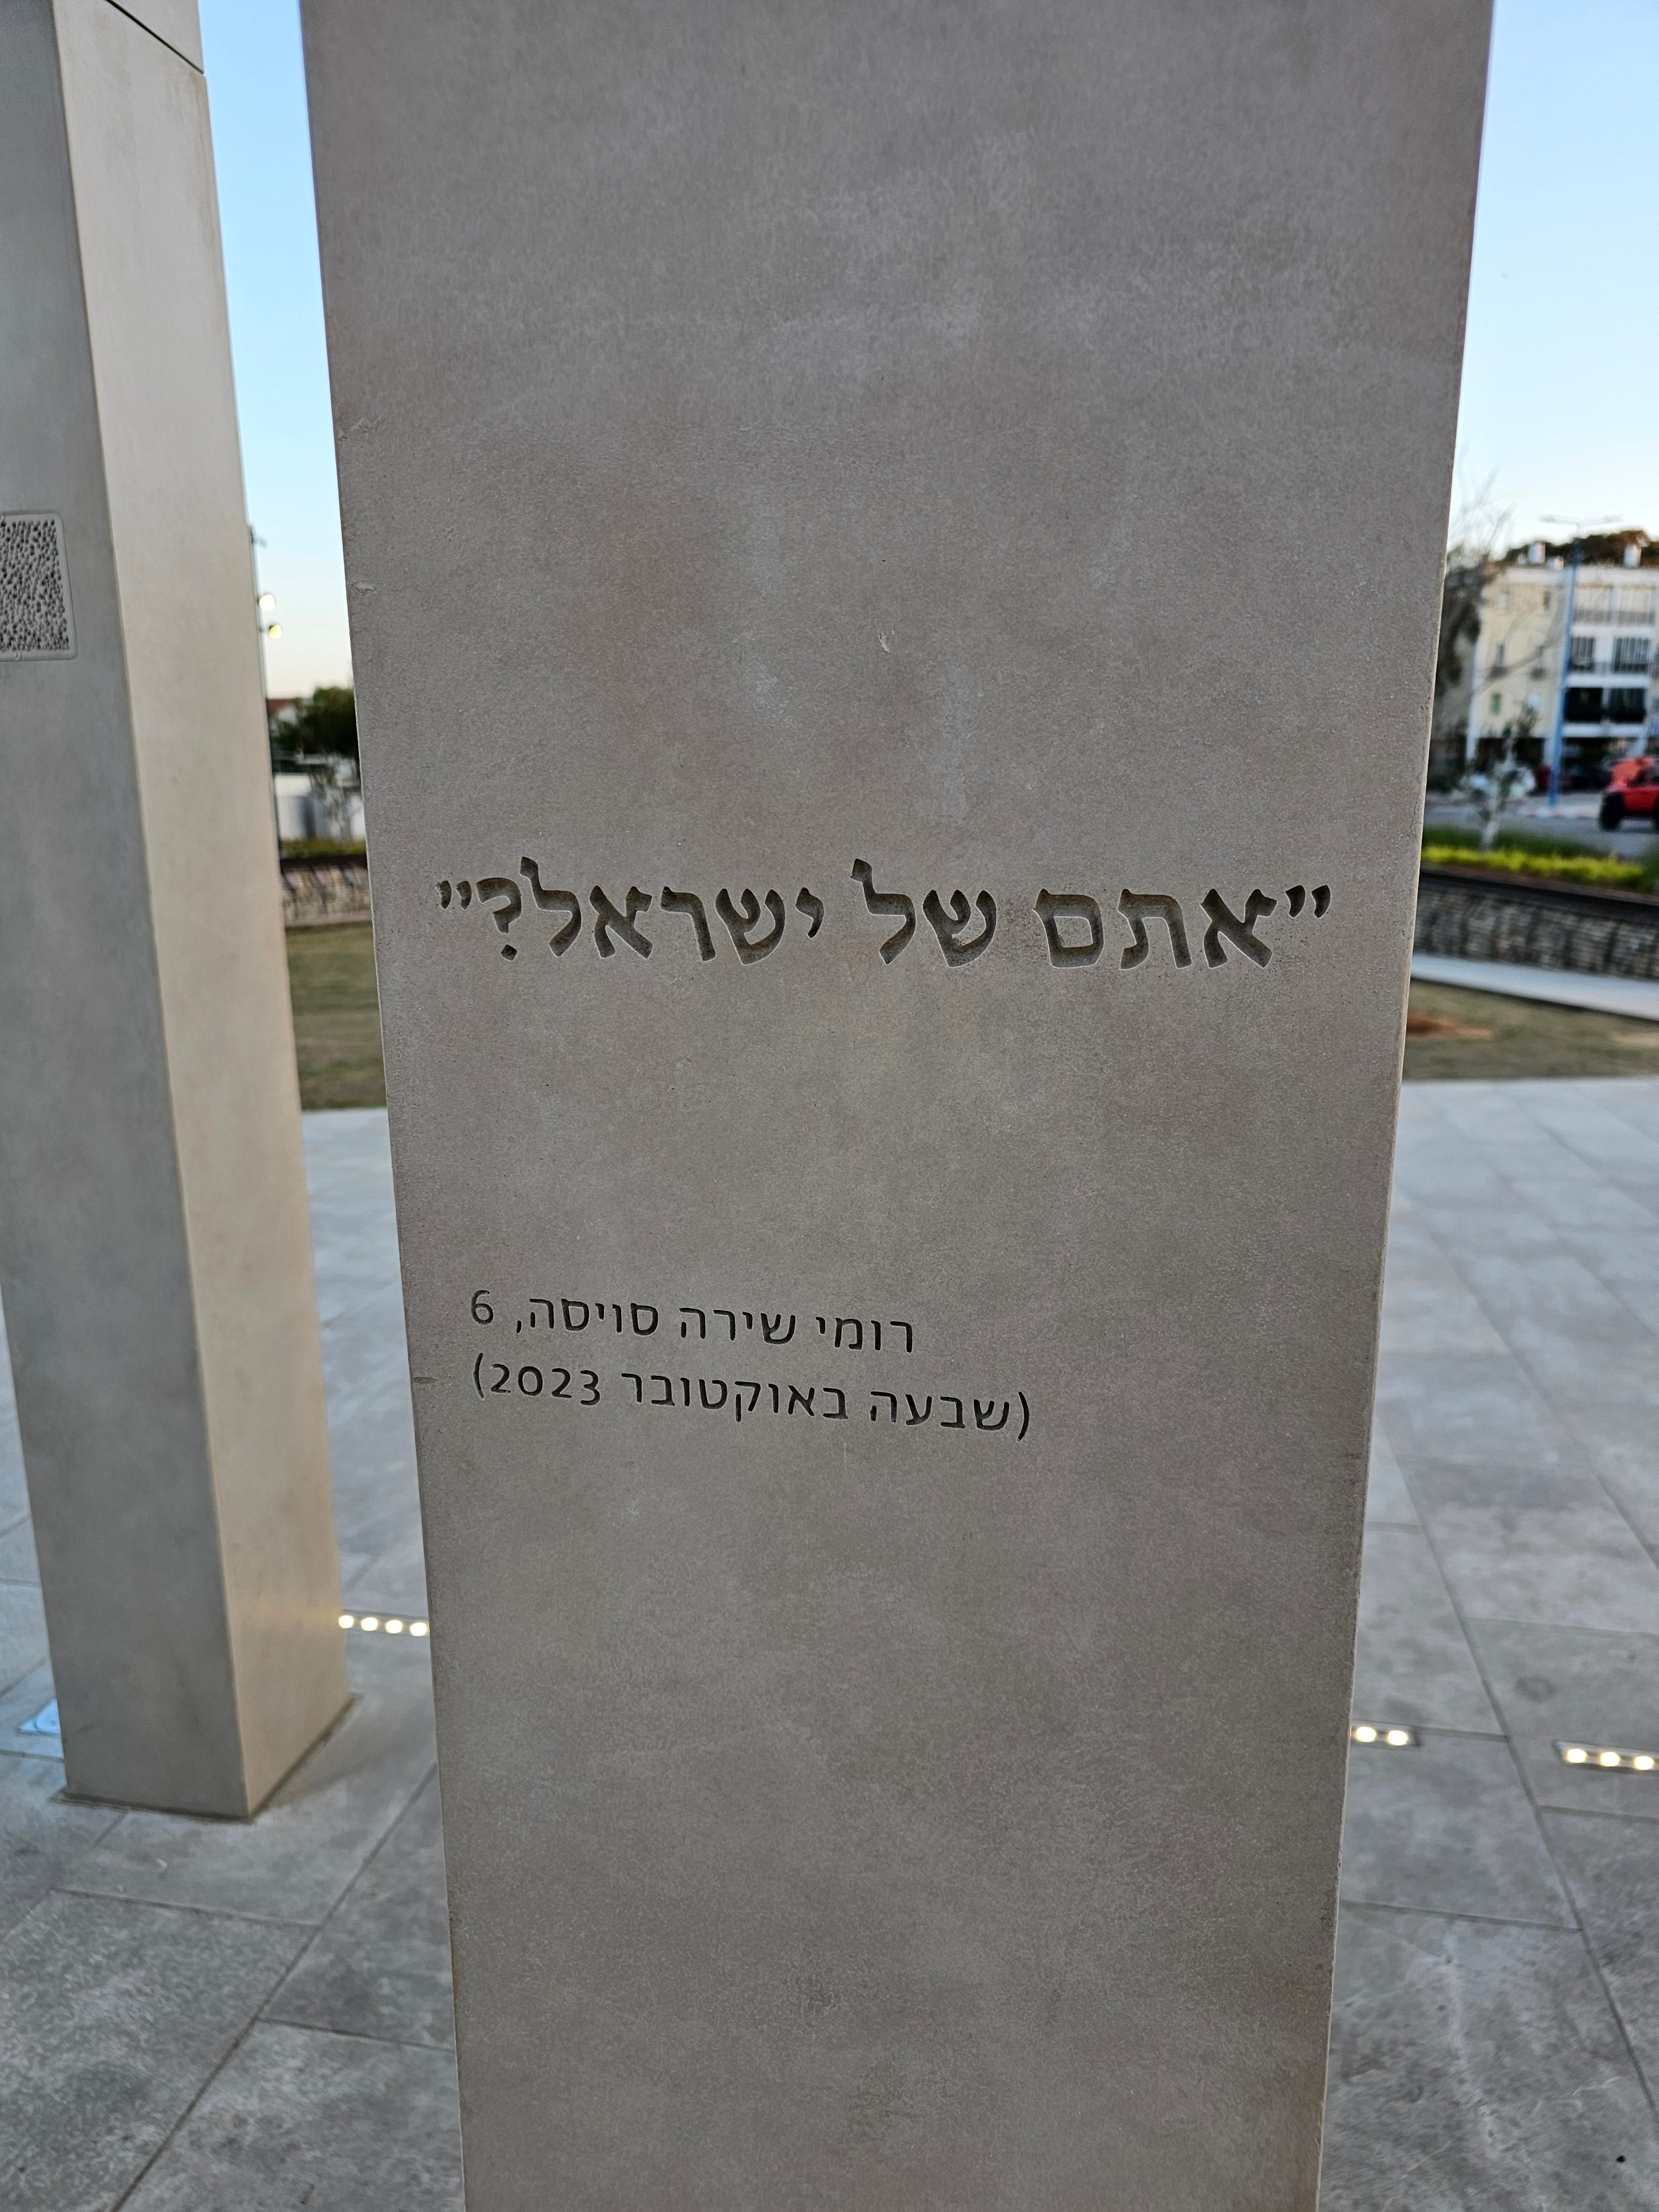 "אתם של ישראל?"
רומי שירה סויסה, 6
(שבעה באוקטובר 2023)